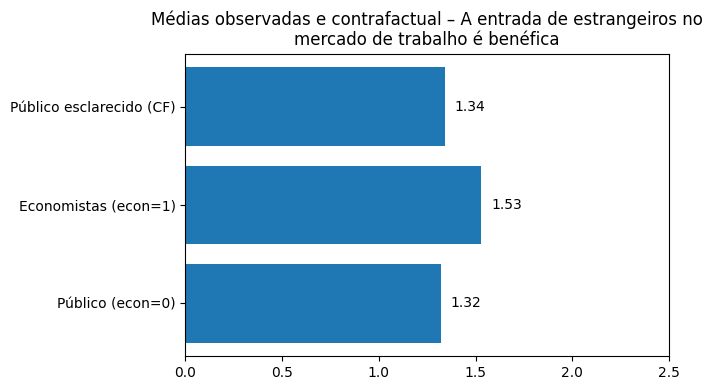 Médias observadas e contrafactual – A entrada de estrangeiros no
mercado de trabalho é benéfica
Público esclarecido (CF)
1.34
Economistas (econ=1)
1.53
Público (econ=0)
1.32
0.0 0.5 1.0 1.5 2.0 2.5